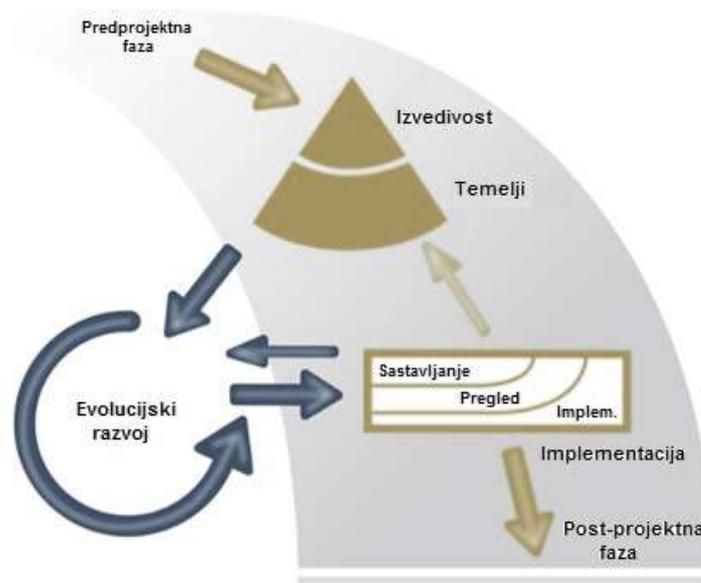 Predprojektna
faza
Izvedivost
Temelji
Sastavljanje
Pregled
Implem.
Evolucijski
razvoj
Implementacija
Post-projektna
faza